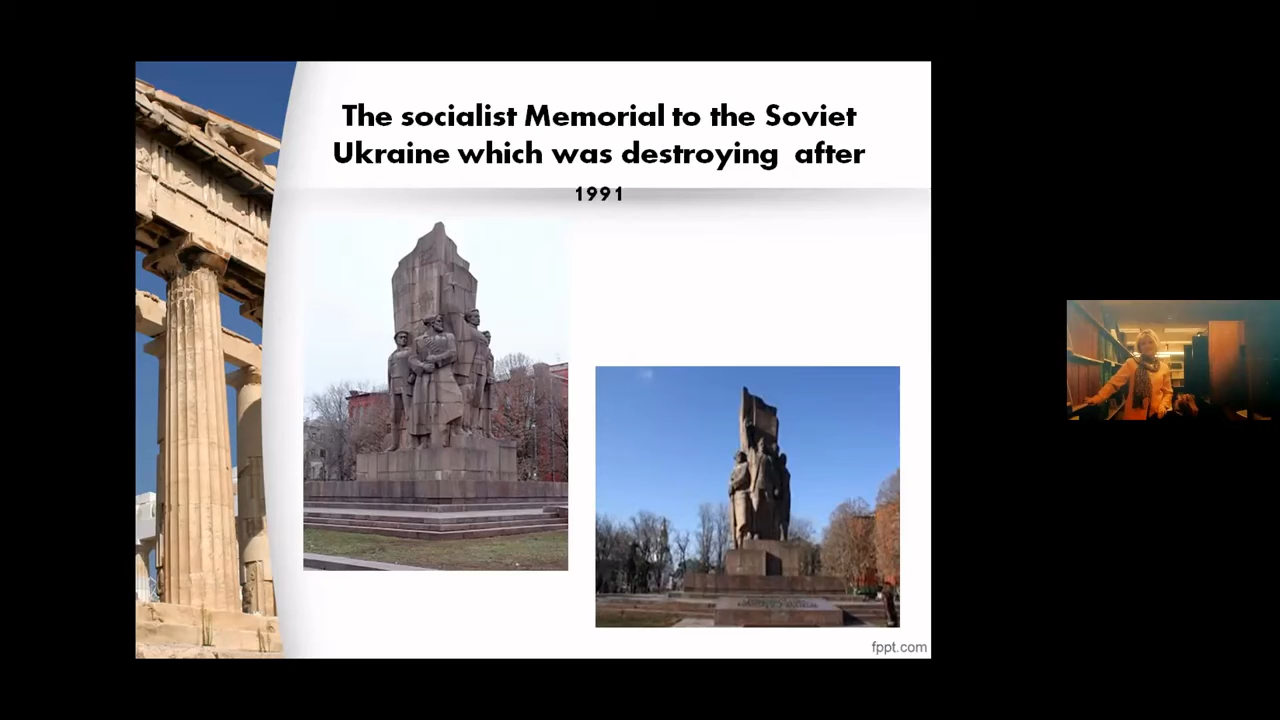 The socialist Memorial to the Soviet
Ukraine which was destroying after
1991
fppt.com